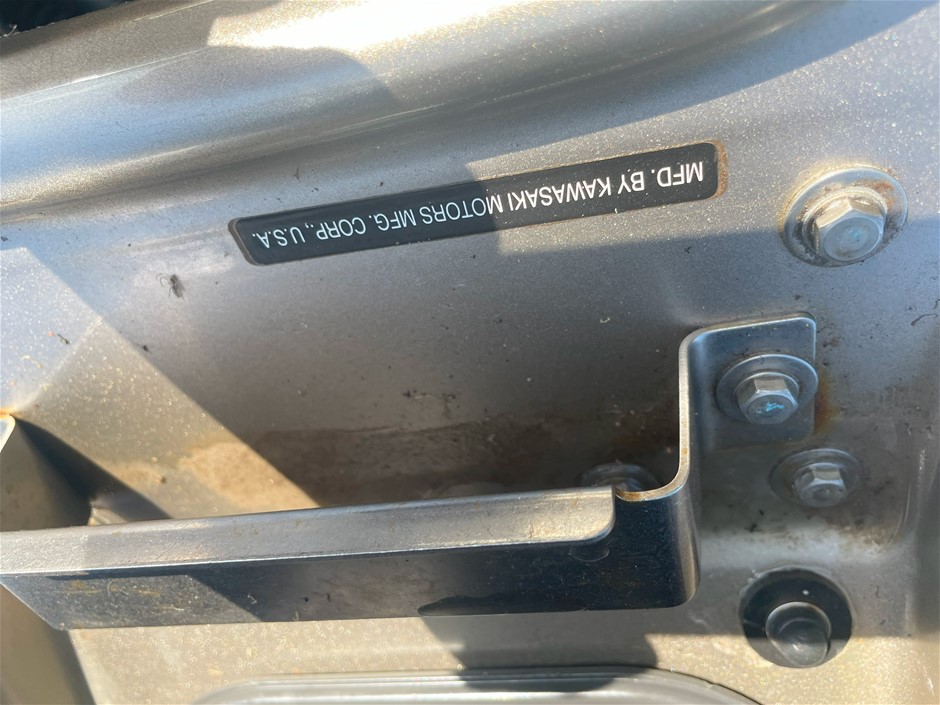 MFD. BY KAWASAKI MOTORS MFG. CORP., U.S.A.